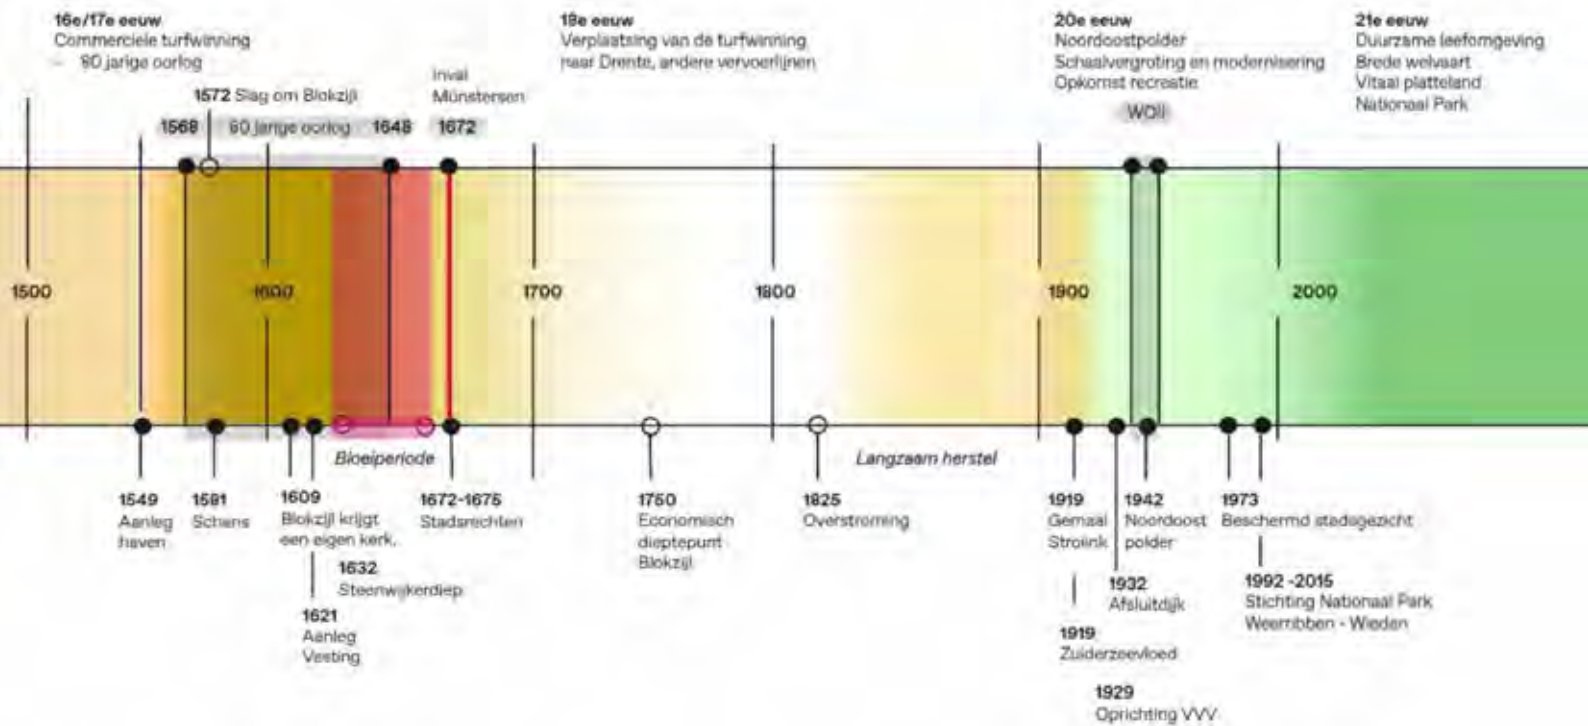 16e/17e eeuw
Commerciele turfwinning
- 80 jarige oorlog
1572 Slag om Blokzijl
1568 80 jarige oorlog 1648
Inval
Münstersen
1672
18e eeuw
Verplaatsing van de turfwinning
naar Drente, andere vervoerlijnen
20e eeuw
Noordoostpolder
Schaalvergroting en modernisering
Opkomst recreatie
WOII
21e eeuw
Duurzame leefomgeving
Brede welvaart
Vitaal platteland
Nationaal Park
1500
1600
1700
1800
1900
2000
Bloeiperiode
Langzaam herstel
1549
Aanleg
haven
1581
Schans
1609
Blokzijl krijgt
een eigen kerk.
1632
Steenwijkerdiep
1621
Aanleg
Vesting
1672-1675
Stadsrechten
1750
Economisch
dieptepunt
Blokzijl
1825
Overstroming
1919
Gemaal
Stroink
1942
Noordoost
polder
1932
Afsluitdijk
1919
Zuiderzeevloed
1929
Oprichting VVV
1973
Beschermd stadsgezicht
1992 -2015
Stichting Nationaal Park
Weerribben - Wieden